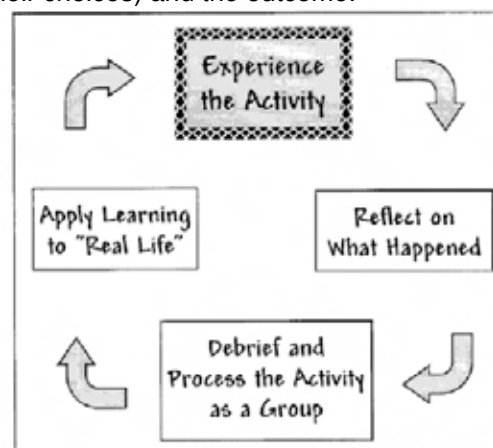 their choices) and the outcome.
Experience
the Activity
Reflect on
What Happened
Debrief and
Process the Activity
as a Group
Apply Learning
to "Real Life"